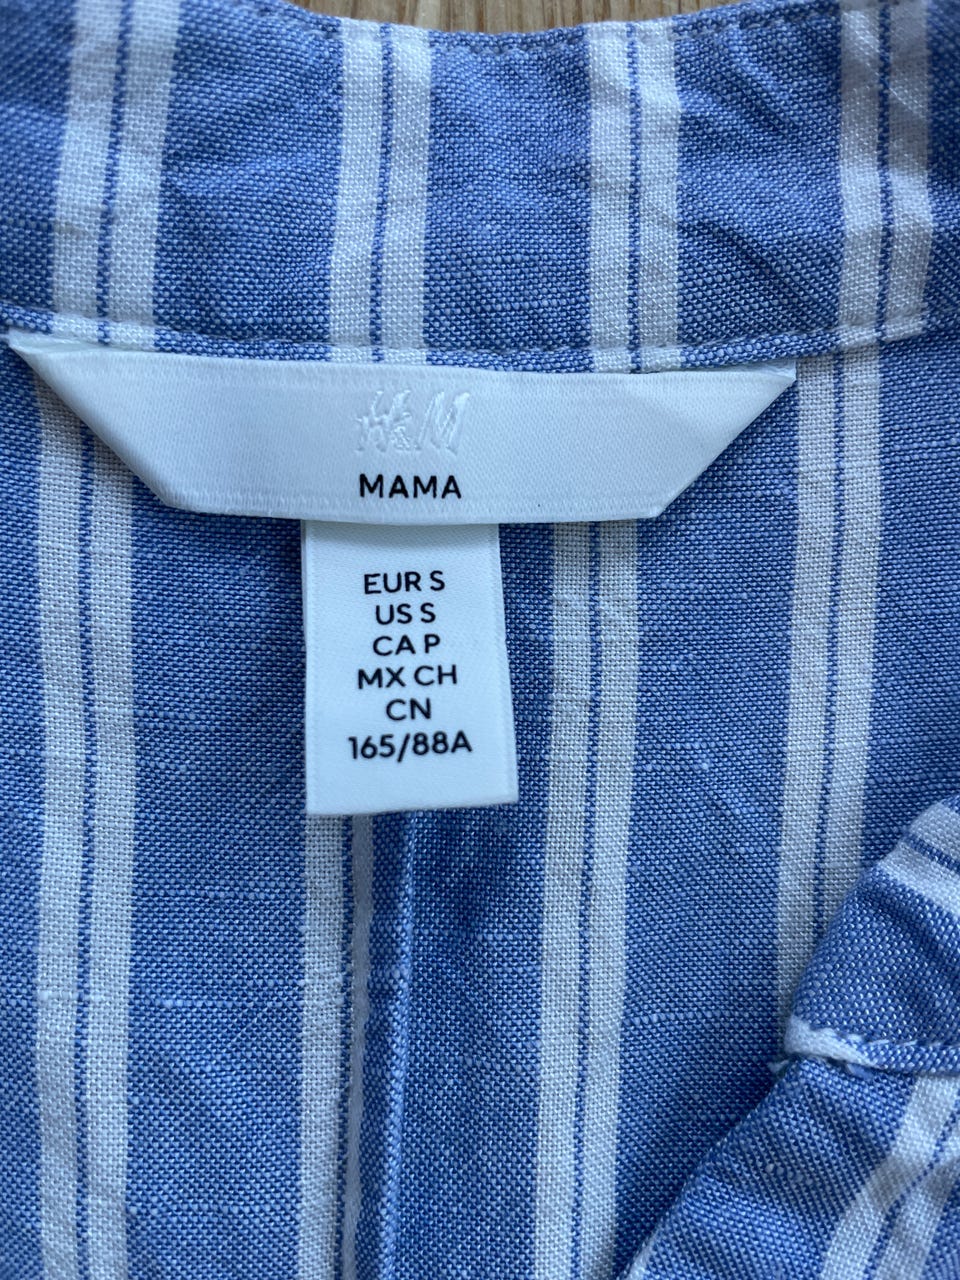 H&M
MAMA
EUR S
US S
CA P
MX CH
CN
165/88A